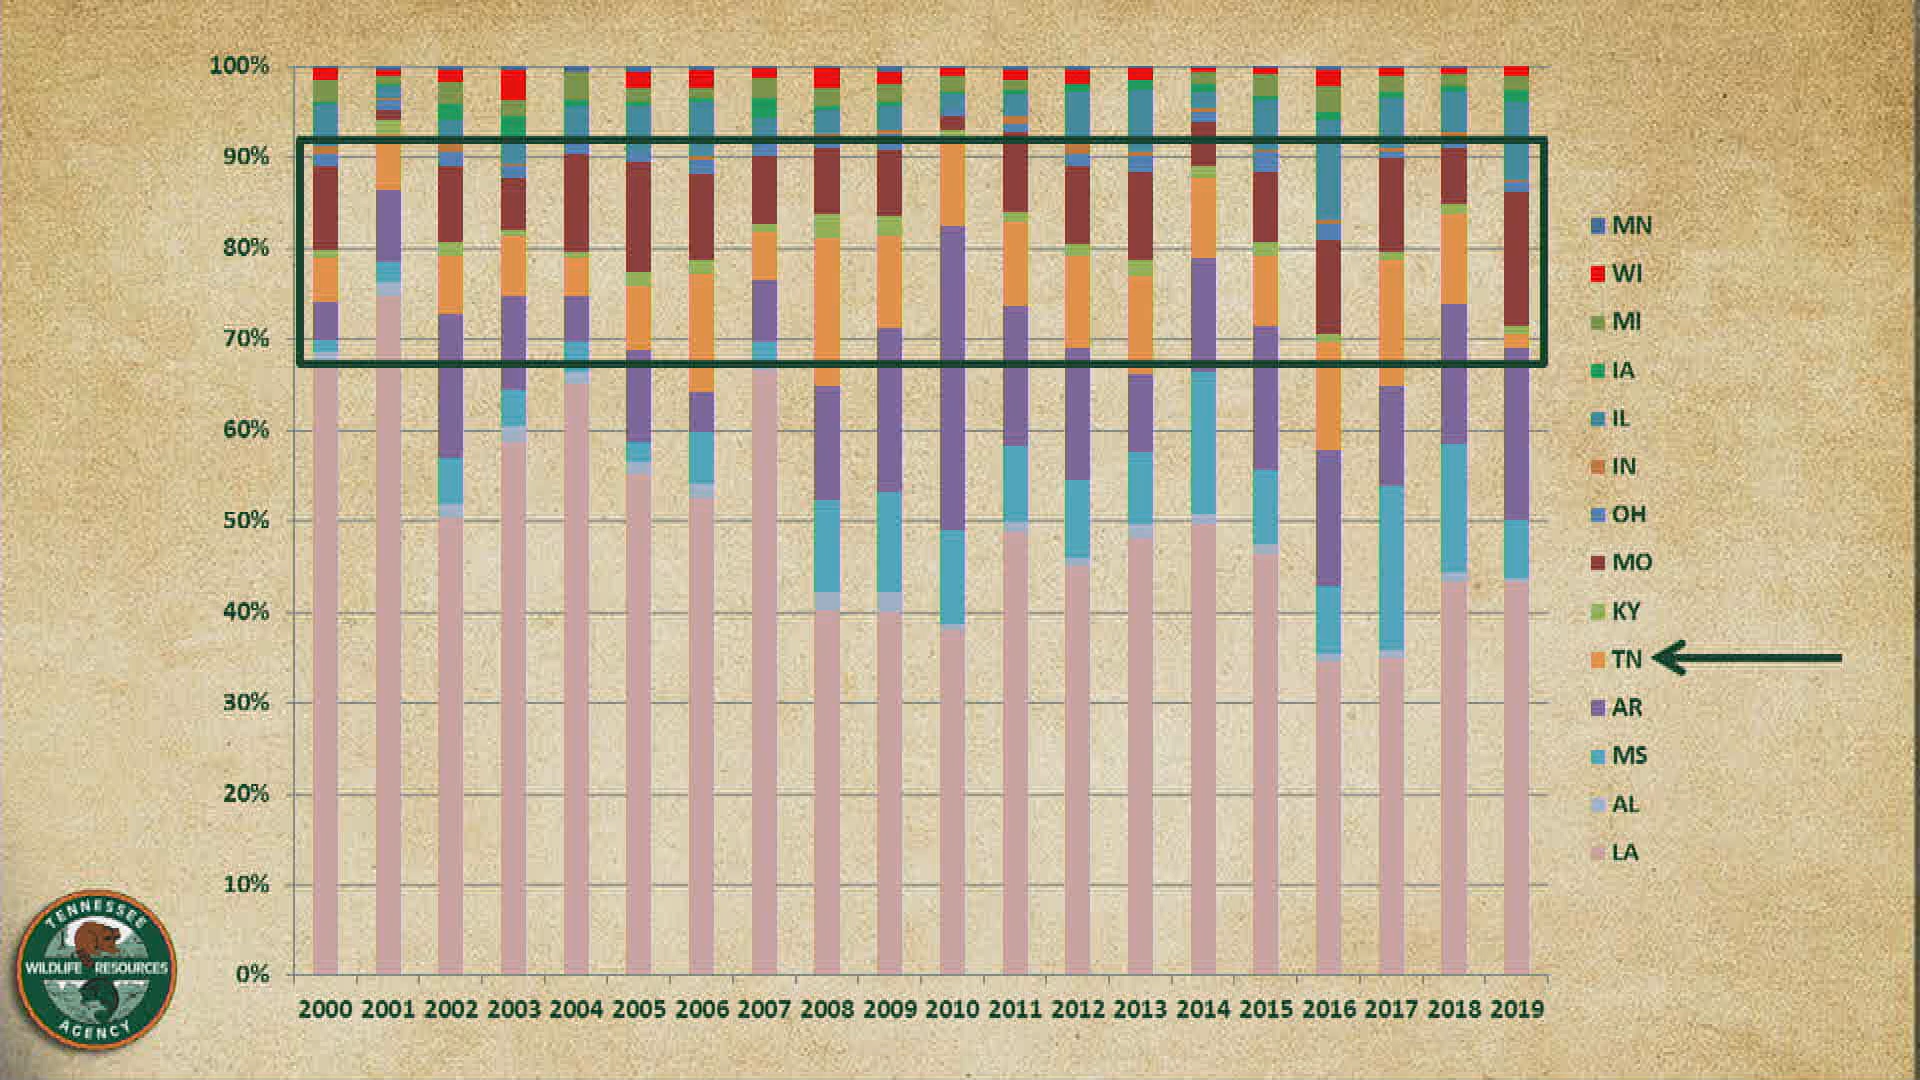 100%
90%
80%
70%
60%
50%
40%
30%
20%
10%
0%
2000 2001 2002 2003 2004 2005 2006 2007 2008 2009 2010 2011 2012 2013 2014 2015 2016 2017 2018 2019
MN
WI
MI
IA
IL
IN
OH
MO
KY
TN
AR
MS
AL
LA
TENNESSEE
WILDLIFE RESOURCES
AGENCY